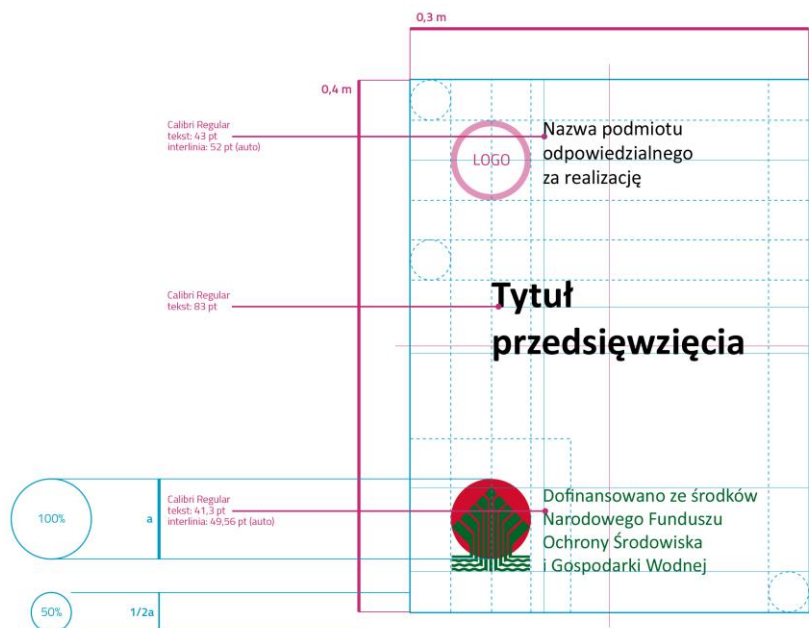 0,3 m
0,4 m
Calibri Regular
tekst: 43 pt
interlinia: 52 pt (auto)
LOGO
Nazwa podmiotu
odpowiedzialnego
za realizację
Calibri Regular
tekst: 83 pt
Tytuł
przedsięwzięcia
100%
a
Calibri Regular
tekst: 41,3 pt
interlinia: 49,56 pt (auto)
Dofinansowano ze środków
Narodowego Funduszu
Ochrony Środowiska
i Gospodarki Wodnej
50%
1/2a